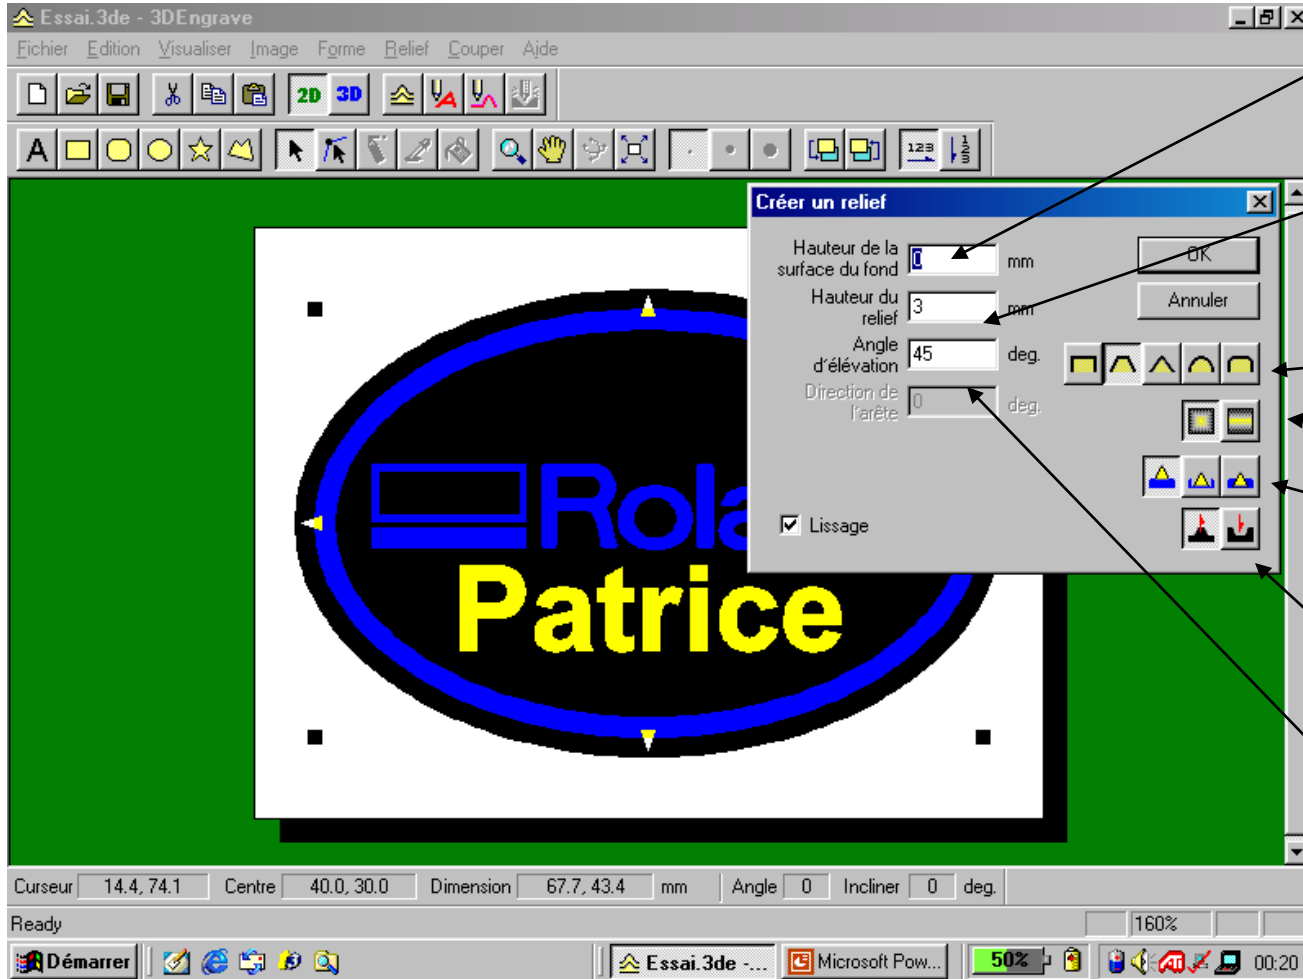 Essai.3de - 3DEngrave
Fichier Edition Visualiser Image Forme Relief Couper Aide
2D 3D
A 123 123
Créer un relief
Hauteur de la
surface du fond 0 mm
OK
Hauteur du
relief 3 mm
Annuler
Angle
d'élévation 45 deg.
Direction de
l'arête 0 deg.
Lissage
Rola
Patrice
Curseur 14.4, 74.1 Centre 40.0, 30.0 Dimension 67.7, 43.4 mm Angle 0 Incliner 0 deg.
Ready 160%
Démarrer Essai.3de -... Microsoft Pow... 50% 00:20